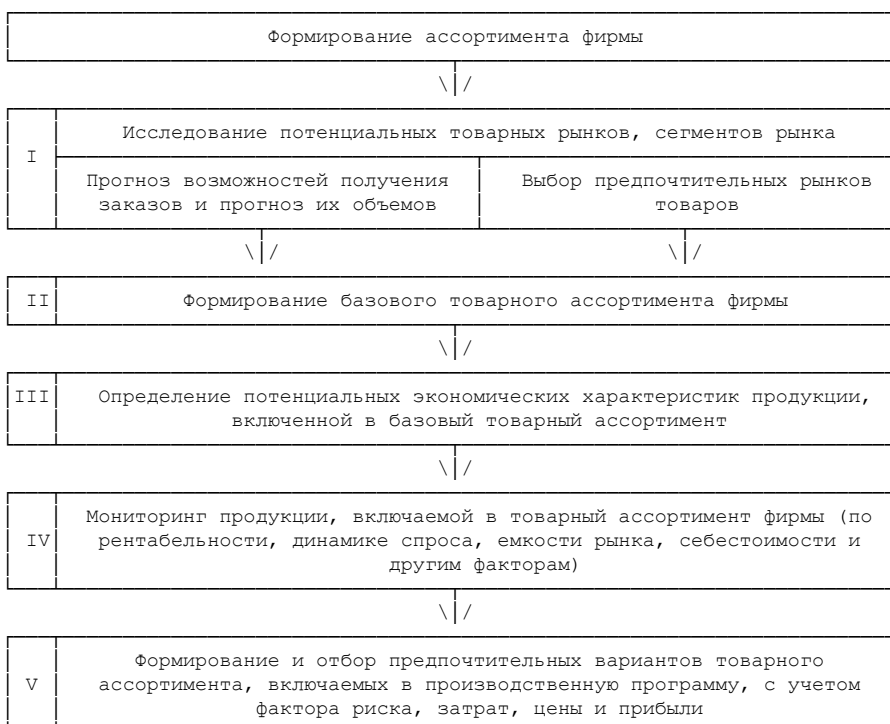 Формирование ассортимента фирмы
Исследование потенциальных товарных рынков, сегментов рынка
I
Прогноз возможностей получения
заказов и прогноз их объемов
Выбор предпочтительных рынков
товаров
II
Формирование базового товарного ассортимента фирмы
III
Определение потенциальных экономических характеристик продукции,
включенной в базовый товарный ассортимент
Мониторинг продукции, включаемой в товарный ассортимент фирмы (по
IV
рентабельности, динамике спроса, емкости рынка, себестоимости и
другим факторам)
Формирование и отбор предпочтительных вариантов товарного
V
ассортимента, включаемых в производственную программу, с учетом
фактора риска, затрат, цены и прибыли